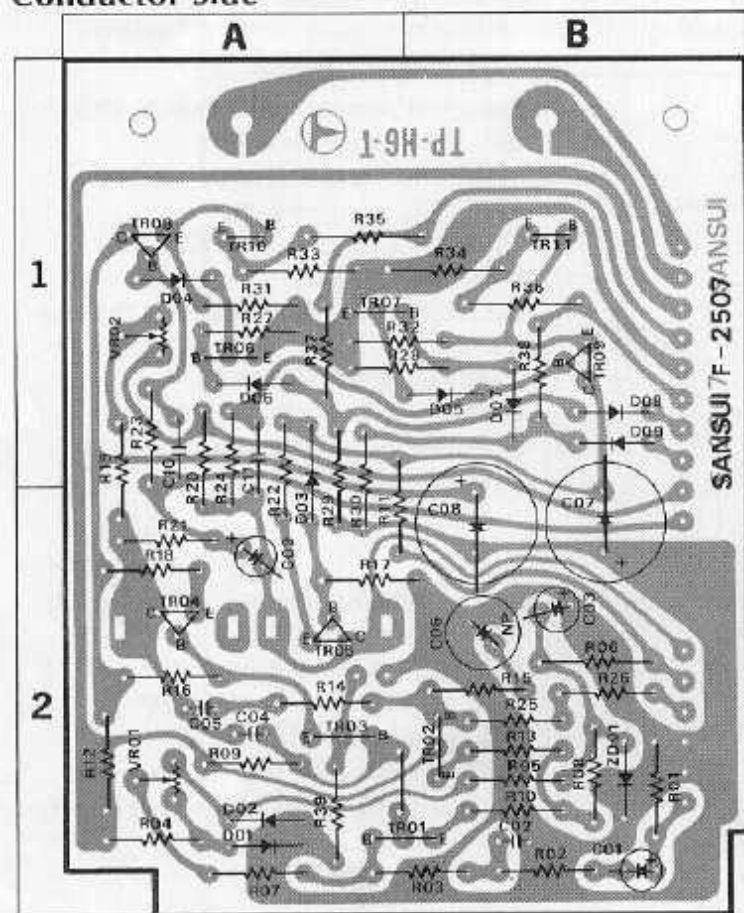 Conductor Side
A B
TP-H6-T
1
TR08 C E B
E B TR10
R35
R33
R34
E B TR11
D04
R31
R27
TR07 E B
R36
VR02
B TR06 E
R37
R32
R28
R38
B E C TR09
D06
D05
D07
D08
D09
R23
R19
C10
R20
R24
C11
R22
D03
R29
R30
R11
C08
C07
SANSUI F-2507
SANSUI
R21
R18
R17
TR04 C E B
TR05 E B C
C06
NP
C03
2
R16
R14
R15
R06
R26
C05
C04
TR03 E B
TR02 B E
R25
R13
R05
R10
R12
VR01
R09
R08
ZD01
R01
D02
D01
R39
TR01 E B
C02
R04
R07
R03
R02
C01